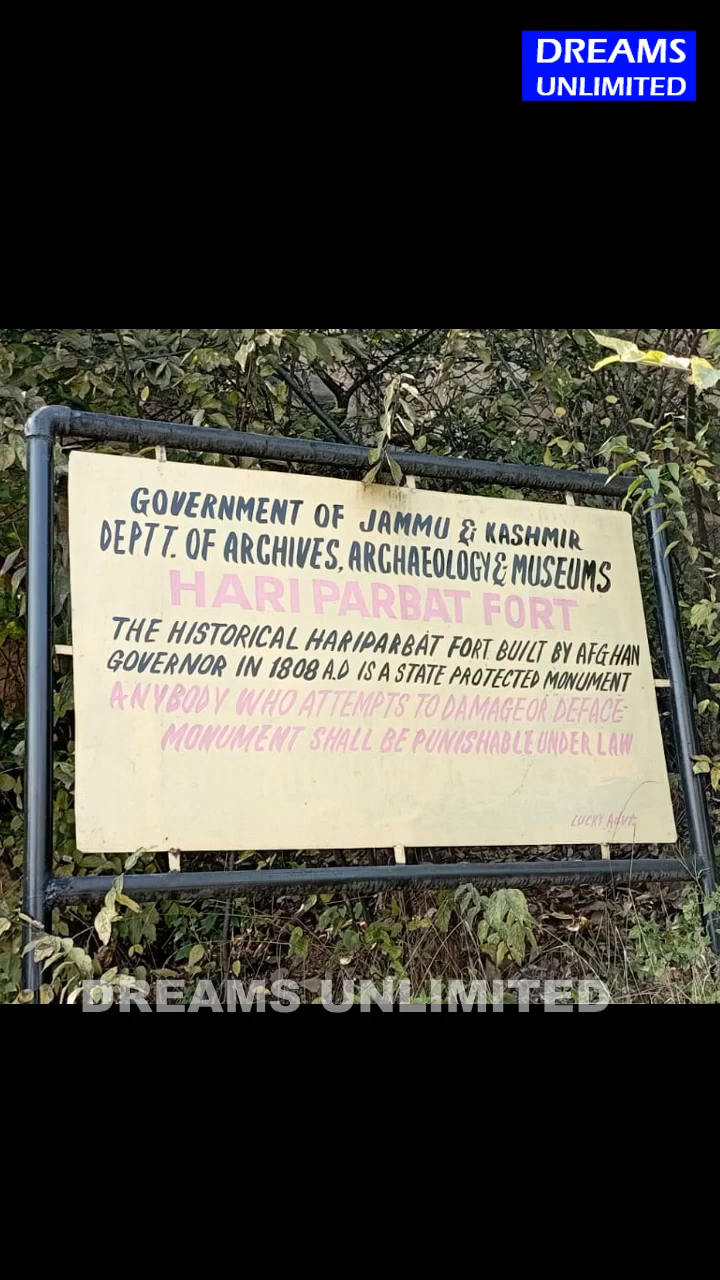 DREAMS
UNLIMITED
GOVERNMENT OF JAMMU & KASHMIR
DEPTT. OF ARCHIVES, ARCHAEOLOGY & MUSEUMS
HARI PARBAT FORT
THE HISTORICAL HARIPARBAT FORT BUILT BY AFGHAN
GOVERNOR IN 1808 A.D IS A STATE PROTECTED MONUMENT
ANYBODY WHO ATTEMPTS TO DAMAGE OR DEFACE
MONUMENT SHALL BE PUNISHABLE UNDER LAW
LUCKY
DREAMS UNLIMITED